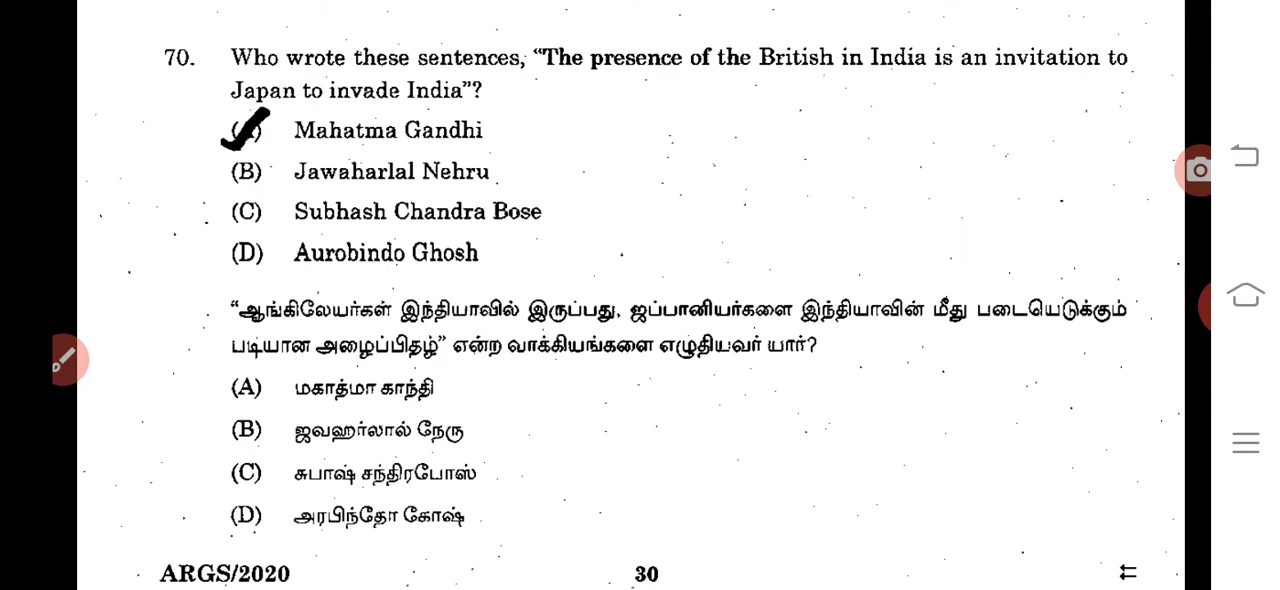 70. Who wrote these sentences, “The presence of the British in India is an invitation to
Japan to invade India”?
(A) Mahatma Gandhi
(B) Jawaharlal Nehru
(C) Subhash Chandra Bose
(D) Aurobindo Ghosh
“ஆங்கிலேயர்கள் இந்தியாவில் இருப்பது, ஜப்பானியர்களை இந்தியாவின் மீது படையெடுக்கும்
படியான அழைப்பிதழ்” என்ற வாக்கியங்களை எழுதியவர் யார்?
(A) மகாத்மா காந்தி
(B) ஜவஹர்லால் நேரு
(C) சுபாஷ் சந்திரபோஸ்
(D) அரபிந்தோ கோஷ்
ARGS/2020 30